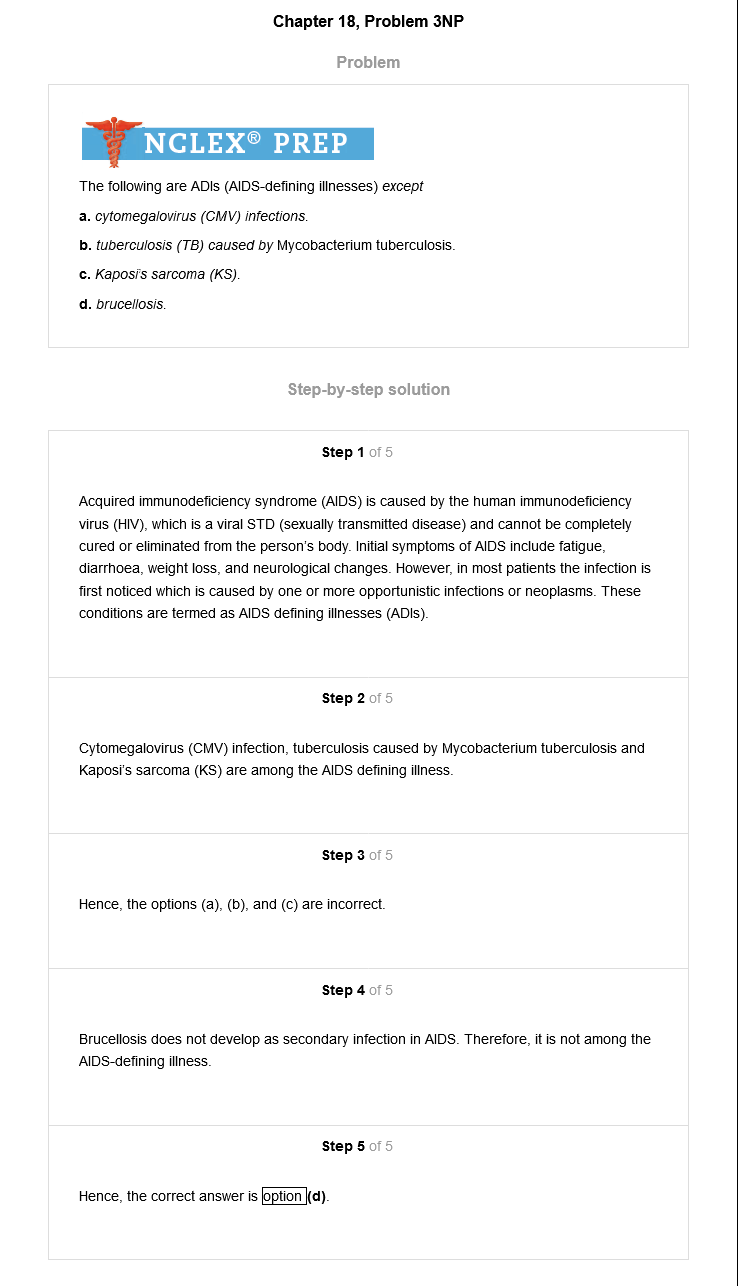 Chapter 18, Problem 3NP
Problem
NCLEX® PREP
The following are ADIs (AIDS-defining illnesses) except
a. cytomegalovirus (CMV) infections.
b. tuberculosis (TB) caused by Mycobacterium tuberculosis.
c. Kaposi's sarcoma (KS).
d. brucellosis.
Step-by-step solution
Step 1 of 5
Acquired immunodeficiency syndrome (AIDS) is caused by the human immunodeficiency
virus (HIV), which is a viral STD (sexually transmitted disease) and cannot be completely
cured or eliminated from the person's body. Initial symptoms of AIDS include fatigue,
diarrhoea, weight loss, and neurological changes. However, in most patients the infection is
first noticed which is caused by one or more opportunistic infections or neoplasms. These
conditions are termed as AIDS defining illnesses (ADIs).
Step 2 of 5
Cytomegalovirus (CMV) infection, tuberculosis caused by Mycobacterium tuberculosis and
Kaposi's sarcoma (KS) are among the AIDS defining illness.
Step 3 of 5
Hence, the options (a), (b), and (c) are incorrect.
Step 4 of 5
Brucellosis does not develop as secondary infection in AIDS. Therefore, it is not among the
AIDS-defining illness.
Step 5 of 5
Hence, the correct answer is option (d).